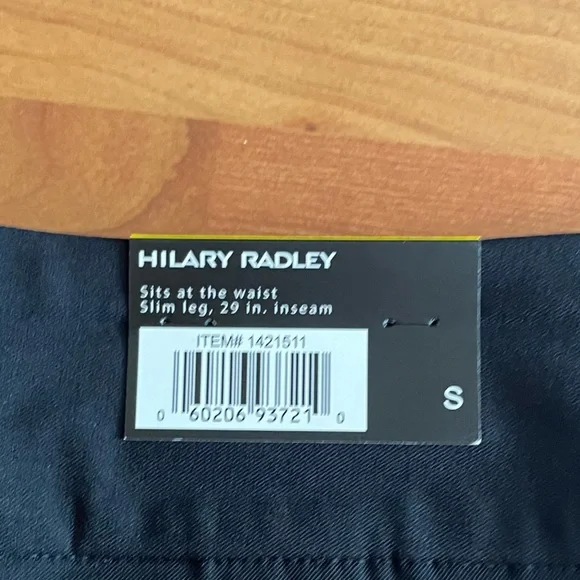 HILARY RADLEY
Sits at the waist
Slim leg, 29 in. inseam
ITEM# 1421511
0 60206 93721 0
S